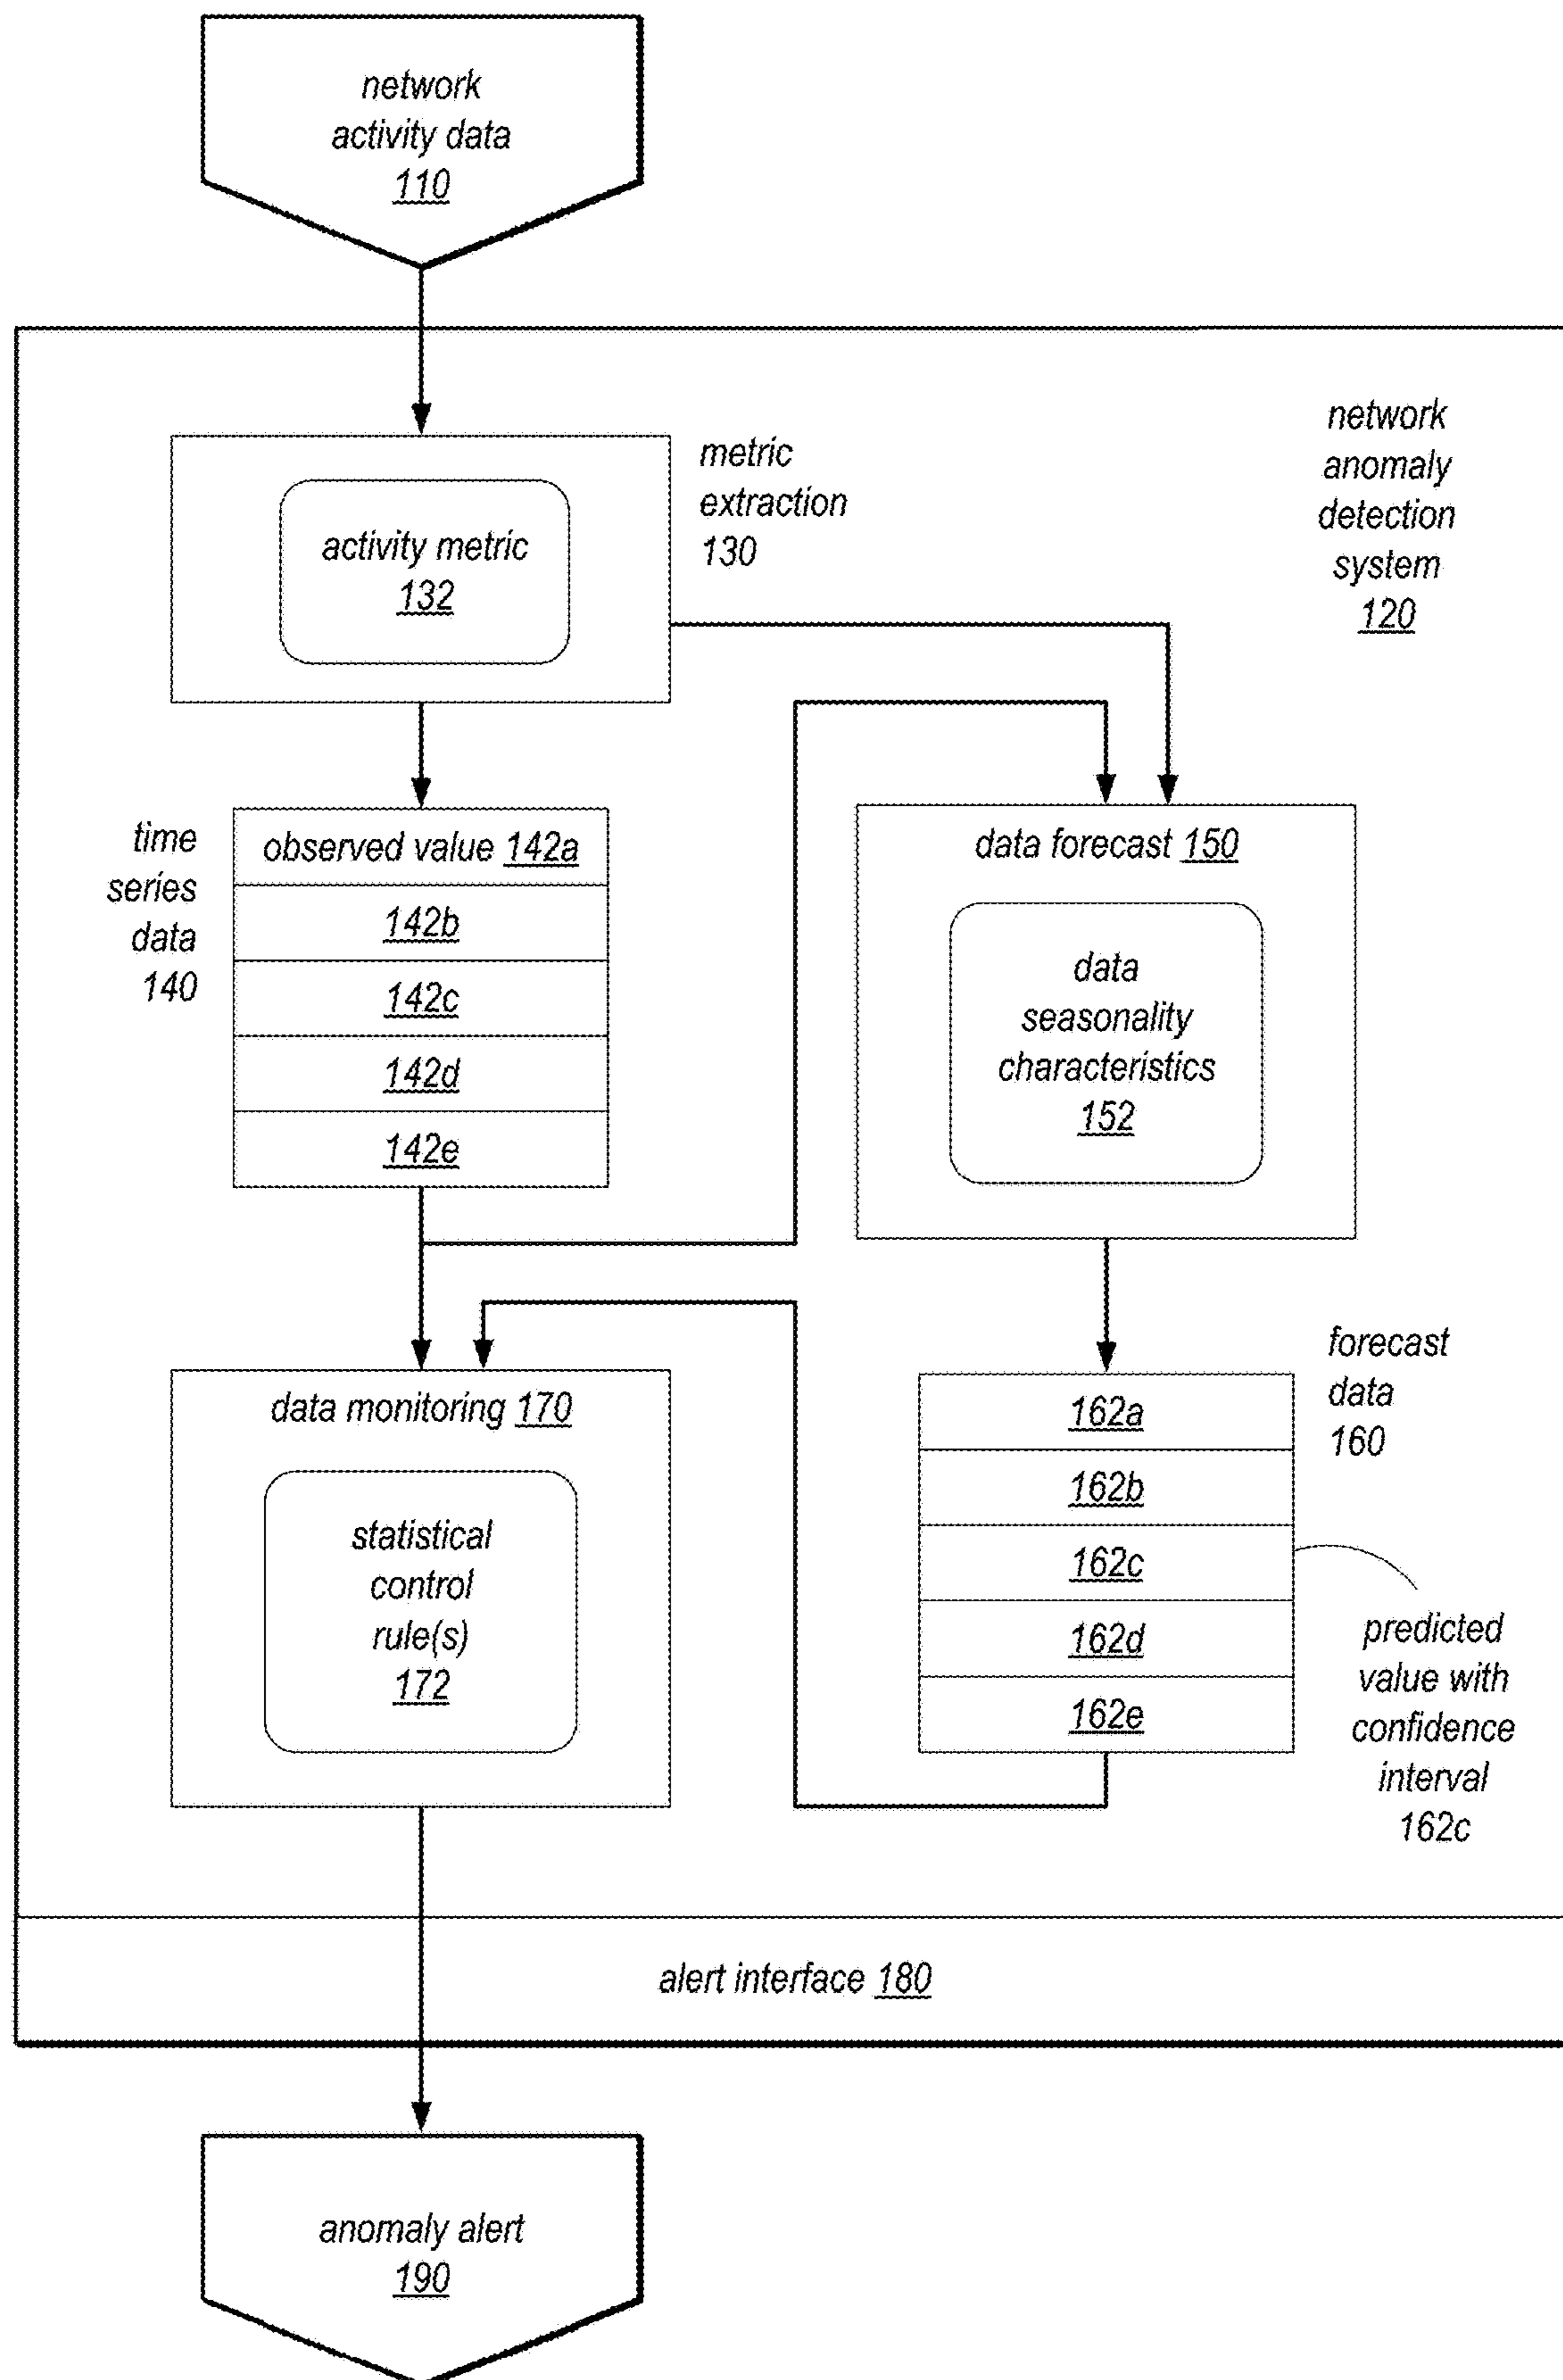 network
activity data
110
network
anomaly
detection
system
120
metric
extraction
130
activity metric
132
time
series
data
140
observed value 142a
142b
142c
142d
142e
data forecast 150
data
seasonality
characteristics
152
data monitoring 170
statistical
control
rule(s)
172
forecast
data
160
162a
162b
162c
162d
162e
predicted
value with
confidence
interval
162c
alert interface 180
anomaly alert
190